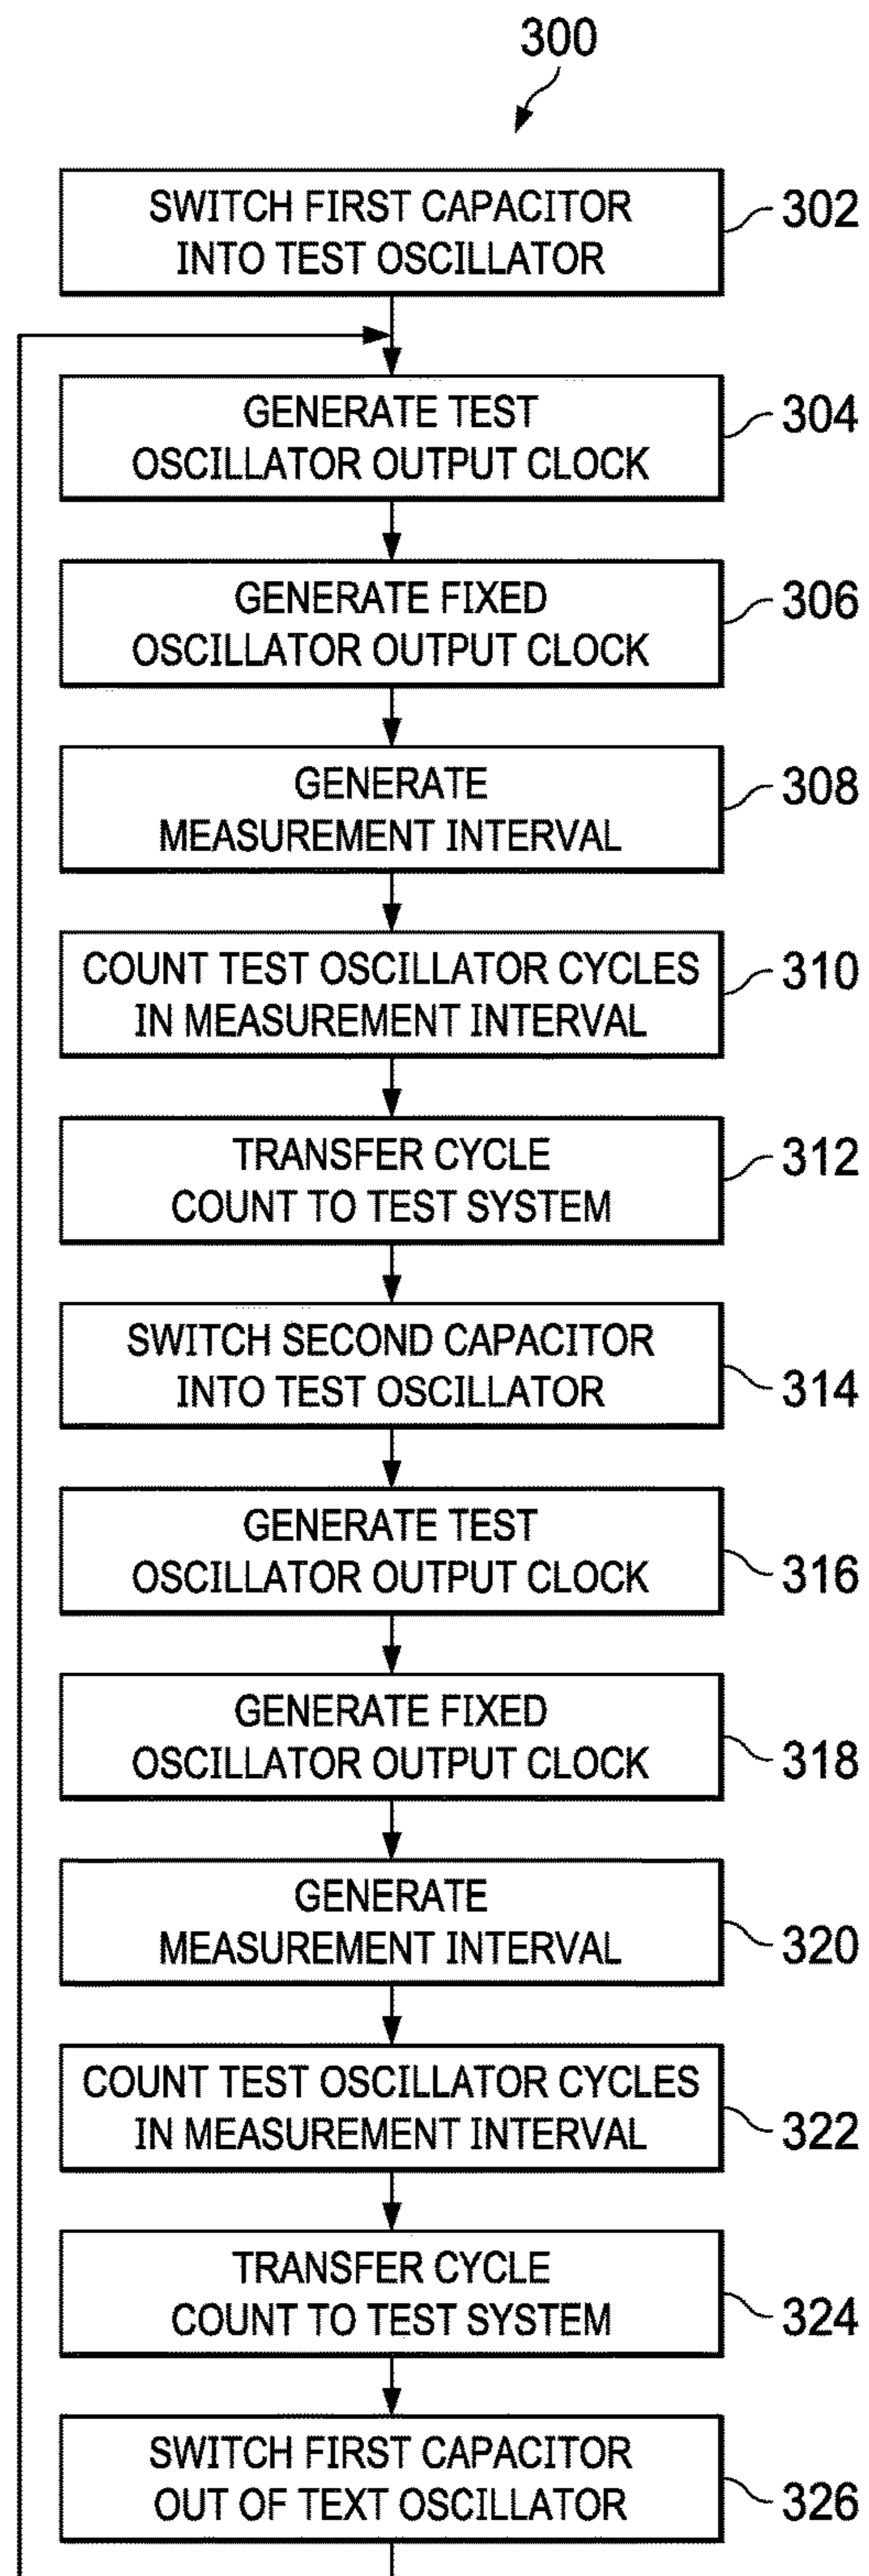 300
SWITCH FIRST CAPACITOR
INTO TEST OSCILLATOR
302
GENERATE TEST
OSCILLATOR OUTPUT CLOCK
304
GENERATE FIXED
OSCILLATOR OUTPUT CLOCK
306
GENERATE
MEASUREMENT INTERVAL
308
COUNT TEST OSCILLATOR CYCLES
IN MEASUREMENT INTERVAL
310
TRANSFER CYCLE
COUNT TO TEST SYSTEM
312
SWITCH SECOND CAPACITOR
INTO TEST OSCILLATOR
314
GENERATE TEST
OSCILLATOR OUTPUT CLOCK
316
GENERATE FIXED
OSCILLATOR OUTPUT CLOCK
318
GENERATE
MEASUREMENT INTERVAL
320
COUNT TEST OSCILLATOR CYCLES
IN MEASUREMENT INTERVAL
322
TRANSFER CYCLE
COUNT TO TEST SYSTEM
324
SWITCH FIRST CAPACITOR
OUT OF TEXT OSCILLATOR
326